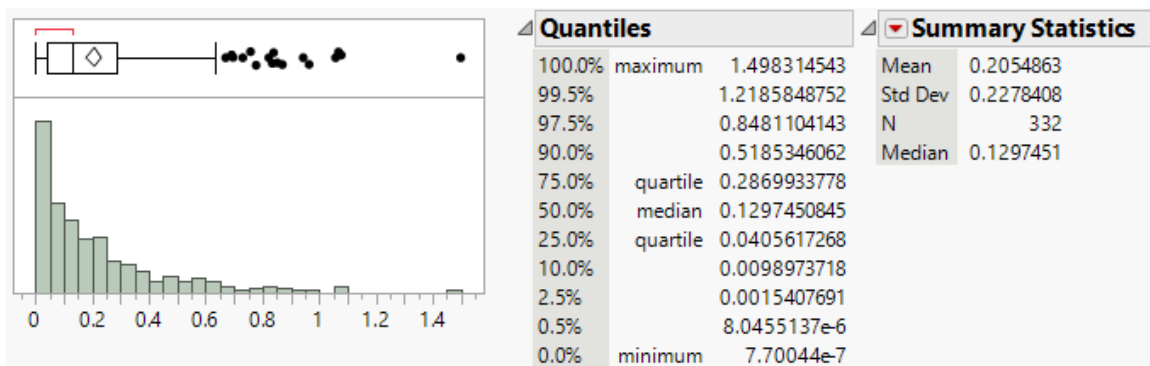 Quantiles
100.0% maximum 1.498314543
99.5% 1.2185848752
97.5% 0.8481104143
90.0% 0.5185346062
75.0% quartile 0.2869933778
50.0% median 0.1297450845
25.0% quartile 0.0405617268
10.0% 0.0098973718
2.5% 0.0015407691
0.5% 8.0455137e-6
0.0% minimum 7.70044e-7
Summary Statistics
Mean 0.2054863
Std Dev 0.2278408
N 332
Median 0.1297451
0 0.2 0.4 0.6 0.8 1 1.2 1.4